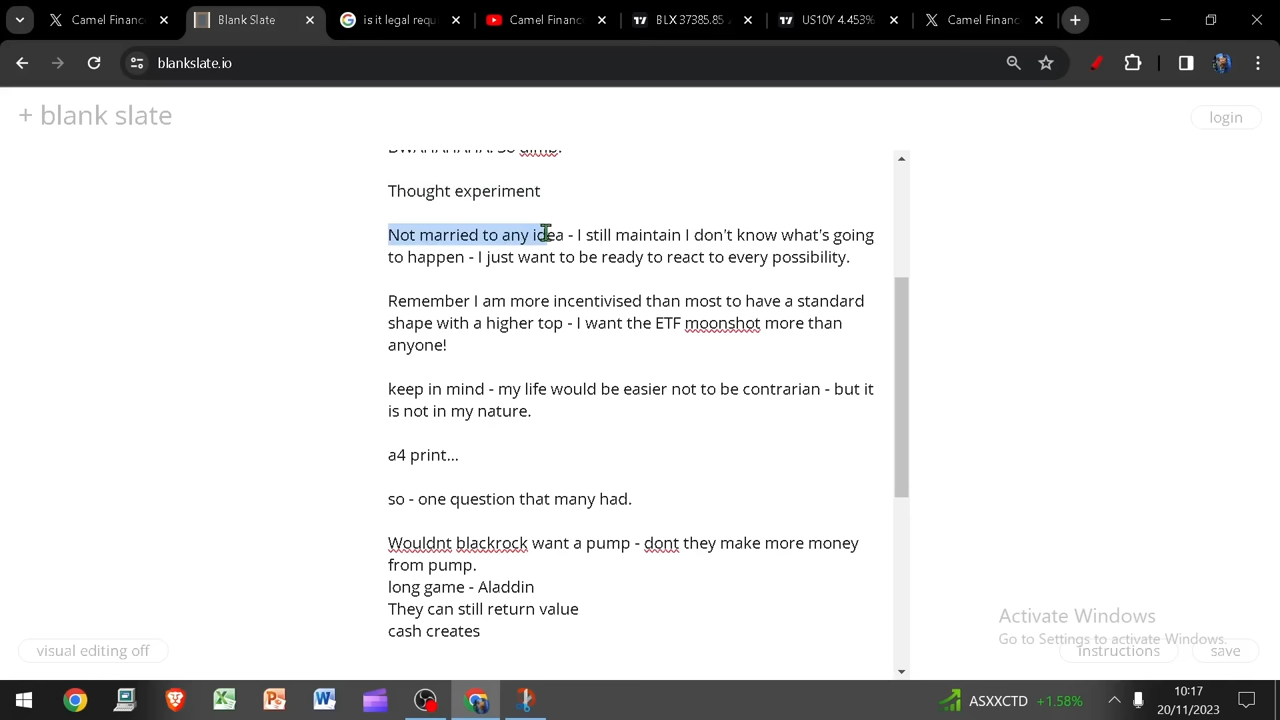 Camel Financ
Blank Slate
is it legal requ
Camel Financ
BLX 37385.85
US10Y 4.453%
Camel Financ
blankslate.io
+ blank slate
login
BWAHAHAHA! So dumb.
Thought experiment
Not married to any idea - I still maintain I don't know what's going
to happen - I just want to be ready to react to every possibility.
Remember I am more incentivised than most to have a standard
shape with a higher top - I want the ETF moonshot more than
anyone!
keep in mind - my life would be easier not to be contrarian - but it
is not in my nature.
a4 print...
so - one question that many had.
Wouldnt blackrock want a pump - dont they make more money
from pump.
long game - Aladdin
They can still return value
cash creates
Activate Windows
Go to Settings to activate Windows.
visual editing off
instructions
save
ASXXCTD +1.58%
10:17
20/11/2023